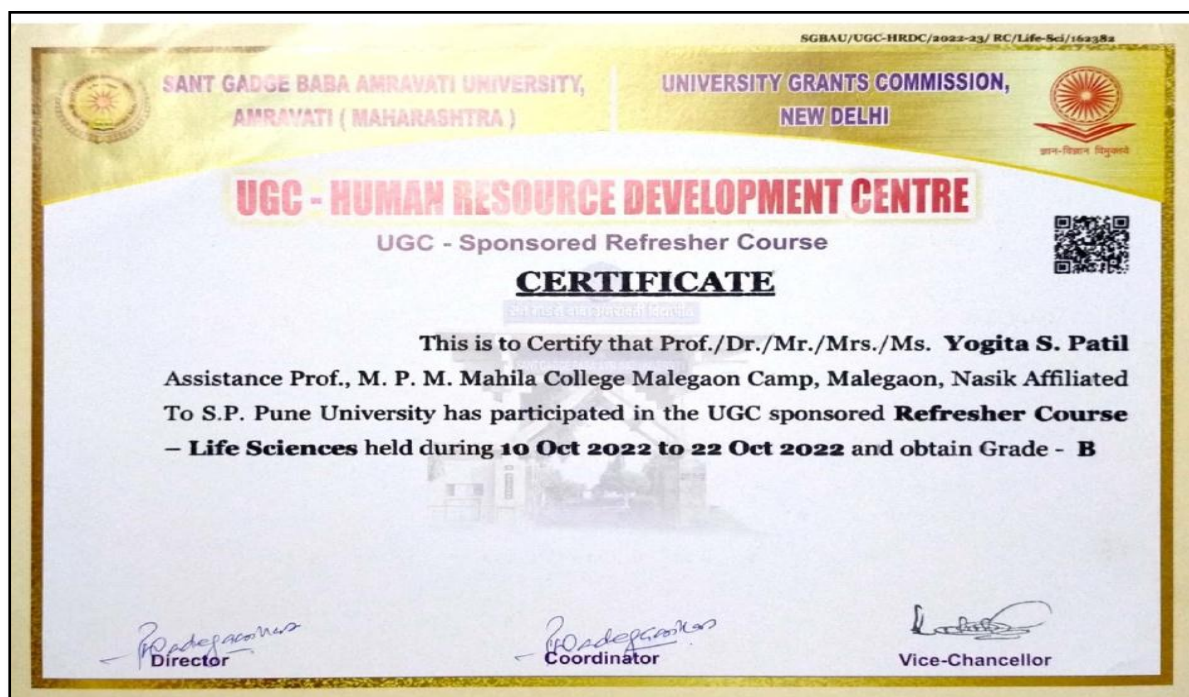 SGBAU/UGC-HRDC/2022-23/ RC/Life-Sci/162382
SANT GADGE BABA AMRAVATI UNIVERSITY,
AMRAVATI ( MAHARASHTRA )
UNIVERSITY GRANTS COMMISSION,
NEW DELHI
ज्ञान-विज्ञान विमुक्तये
UGC - HUMAN RESOURCE DEVELOPMENT CENTRE
UGC - Sponsored Refresher Course
CERTIFICATE
This is to Certify that Prof./Dr./Mr./Mrs./Ms. Yogita S. Patil
Assistance Prof., M. P. M. Mahila College Malegaon Camp, Malegaon, Nasik Affiliated
To S.P. Pune University has participated in the UGC sponsored Refresher Course
– Life Sciences held during 10 Oct 2022 to 22 Oct 2022 and obtain Grade - B
Director
Coordinator
Vice-Chancellor